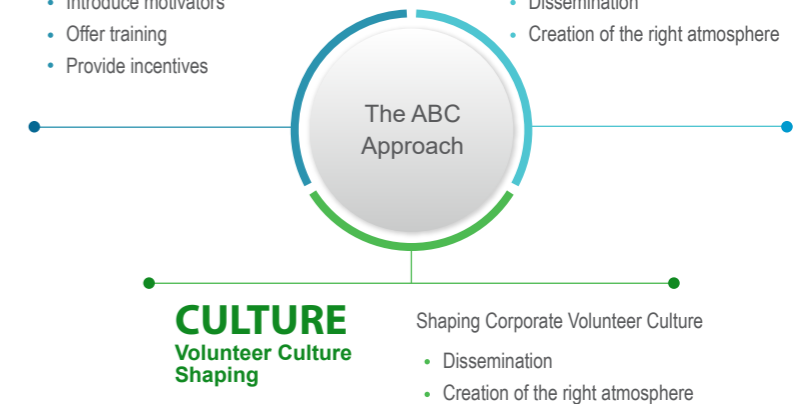 • Introduce motivators
• Offer training
• Provide incentives
• Dissemination
• Creation of the right atmosphere
The ABC
Approach
CULTURE
Volunteer Culture
Shaping
Shaping Corporate Volunteer Culture
• Dissemination
• Creation of the right atmosphere